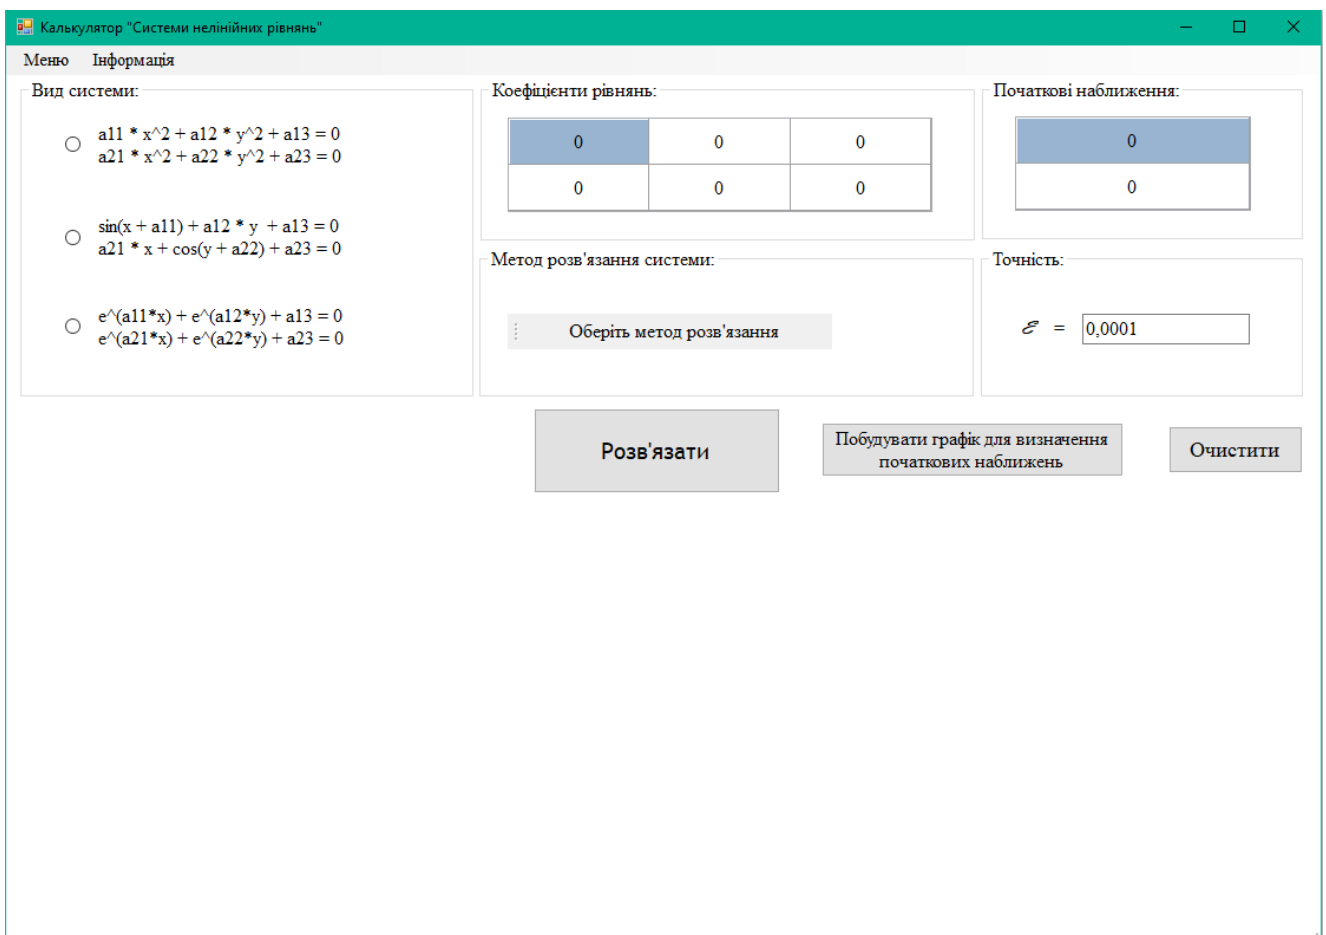 Калькулятор "Системи нелінійних рівнянь"
Меню Інформація
Вид системи:
a11 * x^2 + a12 * y^2 + a13 = 0
a21 * x^2 + a22 * y^2 + a23 = 0
sin(x + a11) + a12 * y  + a13 = 0
a21 * x + cos(y + a22) + a23 = 0
e^(a11*x) + e^(a12*y) + a13 = 0
e^(a21*x) + e^(a22*y) + a23 = 0
Коефіцієнти рівнянь:
0 0 0
0 0 0
Початкові наближення:
0
0
Метод розв'язання системи:
Оберіть метод розв'язання
Точність:
ℰ = 0,0001
Розв'язати
Побудувати графік для визначення
початкових наближень
Очистити